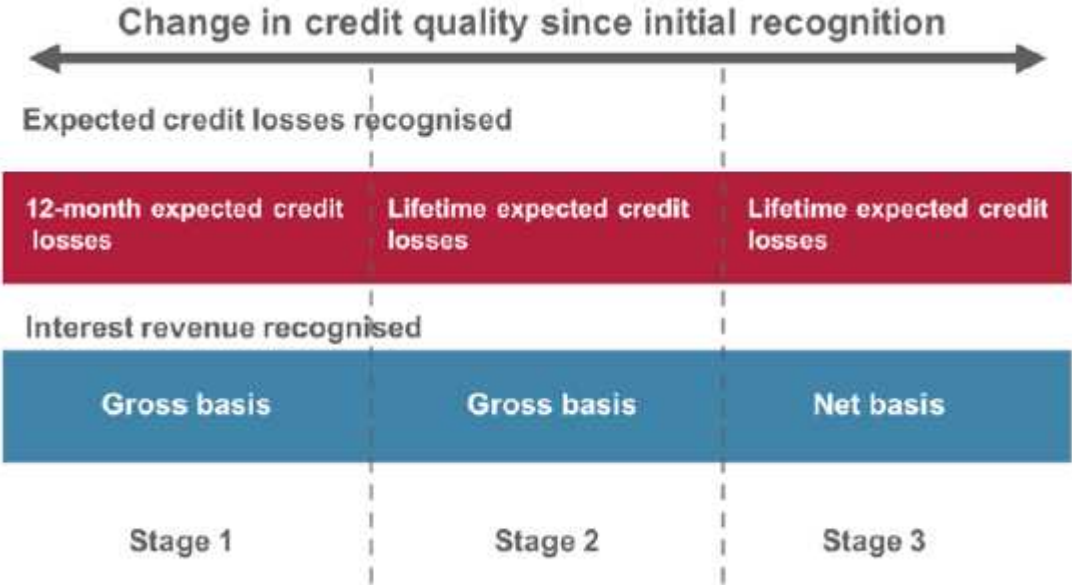 Change in credit quality since initial recognition
Expected credit losses recognised
12-month expected credit
losses
Lifetime expected credit
losses
Lifetime expected credit
losses
Interest revenue recognised
Gross basis
Gross basis
Net basis
Stage 1
Stage 2
Stage 3